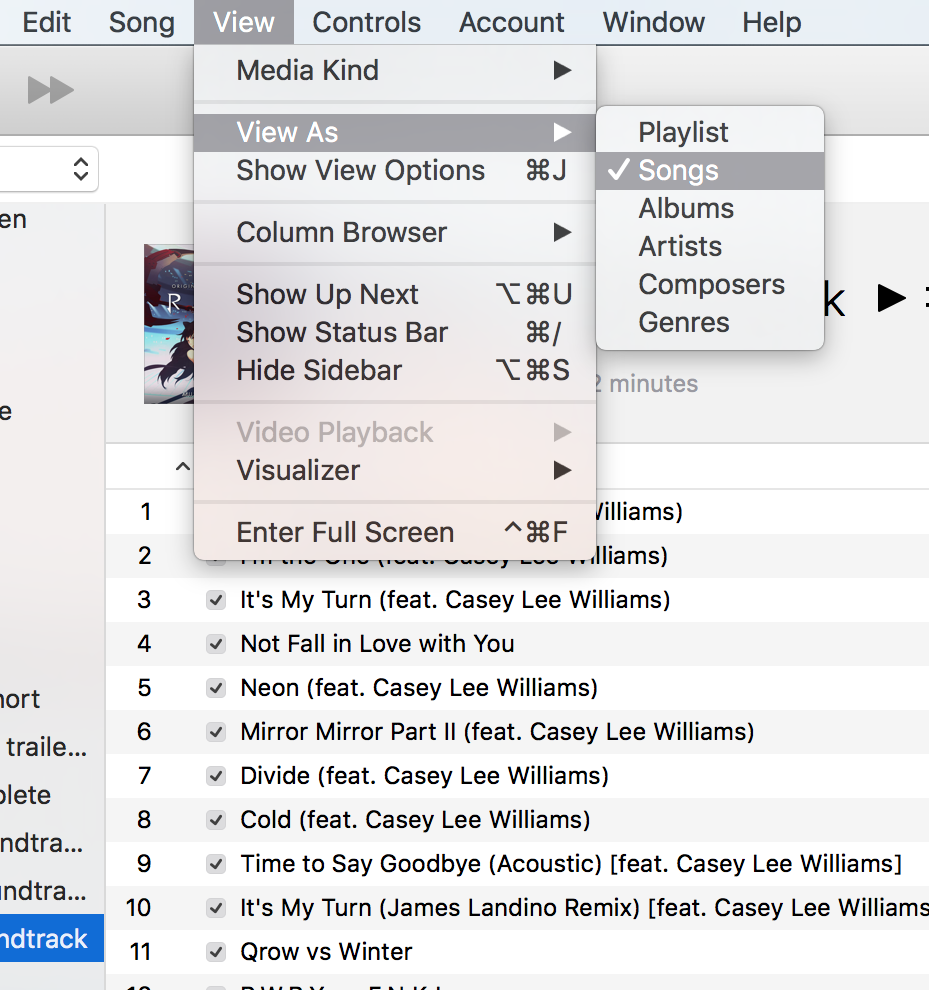 Edit Song View Controls Account Window Help
Media Kind
View As
Show View Options ⌘J
Column Browser
Show Up Next ⌥⌘U
Show Status Bar ⌘/
Hide Sidebar ⌥⌘S
Video Playback
Visualizer
Enter Full Screen ^⌘F
Playlist
✓ Songs
Albums
Artists
Composers
Genres
en
e
hort
traile...
plete
ndtra...
undtra...
ndtrack
R
k
2 minutes
1 Williams)
2 I'm the One (feat. Casey Lee Williams)
3 It's My Turn (feat. Casey Lee Williams)
4 Not Fall in Love with You
5 Neon (feat. Casey Lee Williams)
6 Mirror Mirror Part II (feat. Casey Lee Williams)
7 Divide (feat. Casey Lee Williams)
8 Cold (feat. Casey Lee Williams)
9 Time to Say Goodbye (Acoustic) [feat. Casey Lee Williams]
10 It's My Turn (James Landino Remix) [feat. Casey Lee Williams
11 Qrow vs Winter